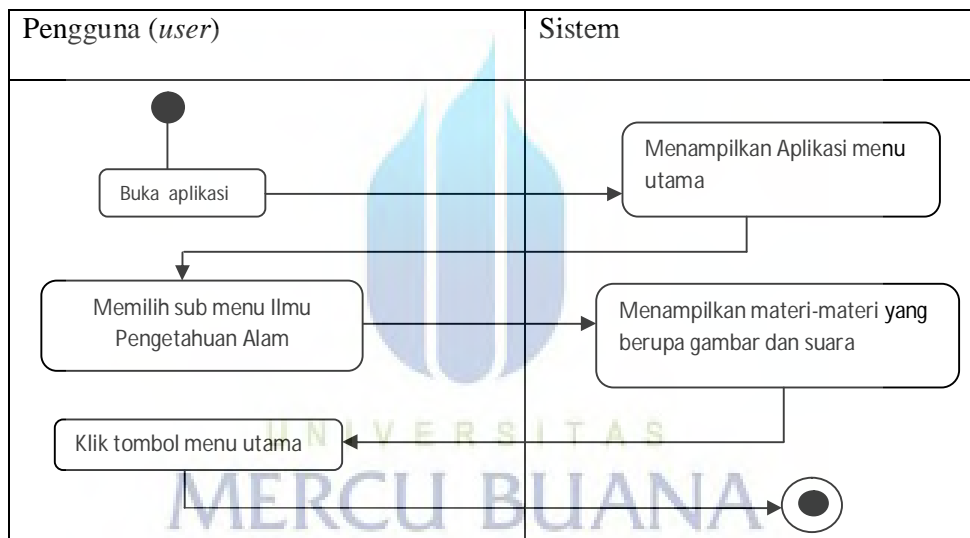 Pengguna (user)
Sistem
Menampilkan Aplikasi menu
utama
Buka aplikasi
Memilih sub menu Ilmu
Pengetahuan Alam
Menampilkan materi-materi yang
berupa gambar dan suara
Klik tombol menu utama
UNIVERSITAS
MERCU BUANA